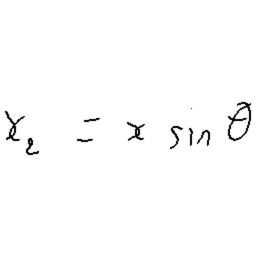 x₂ = x sin θ